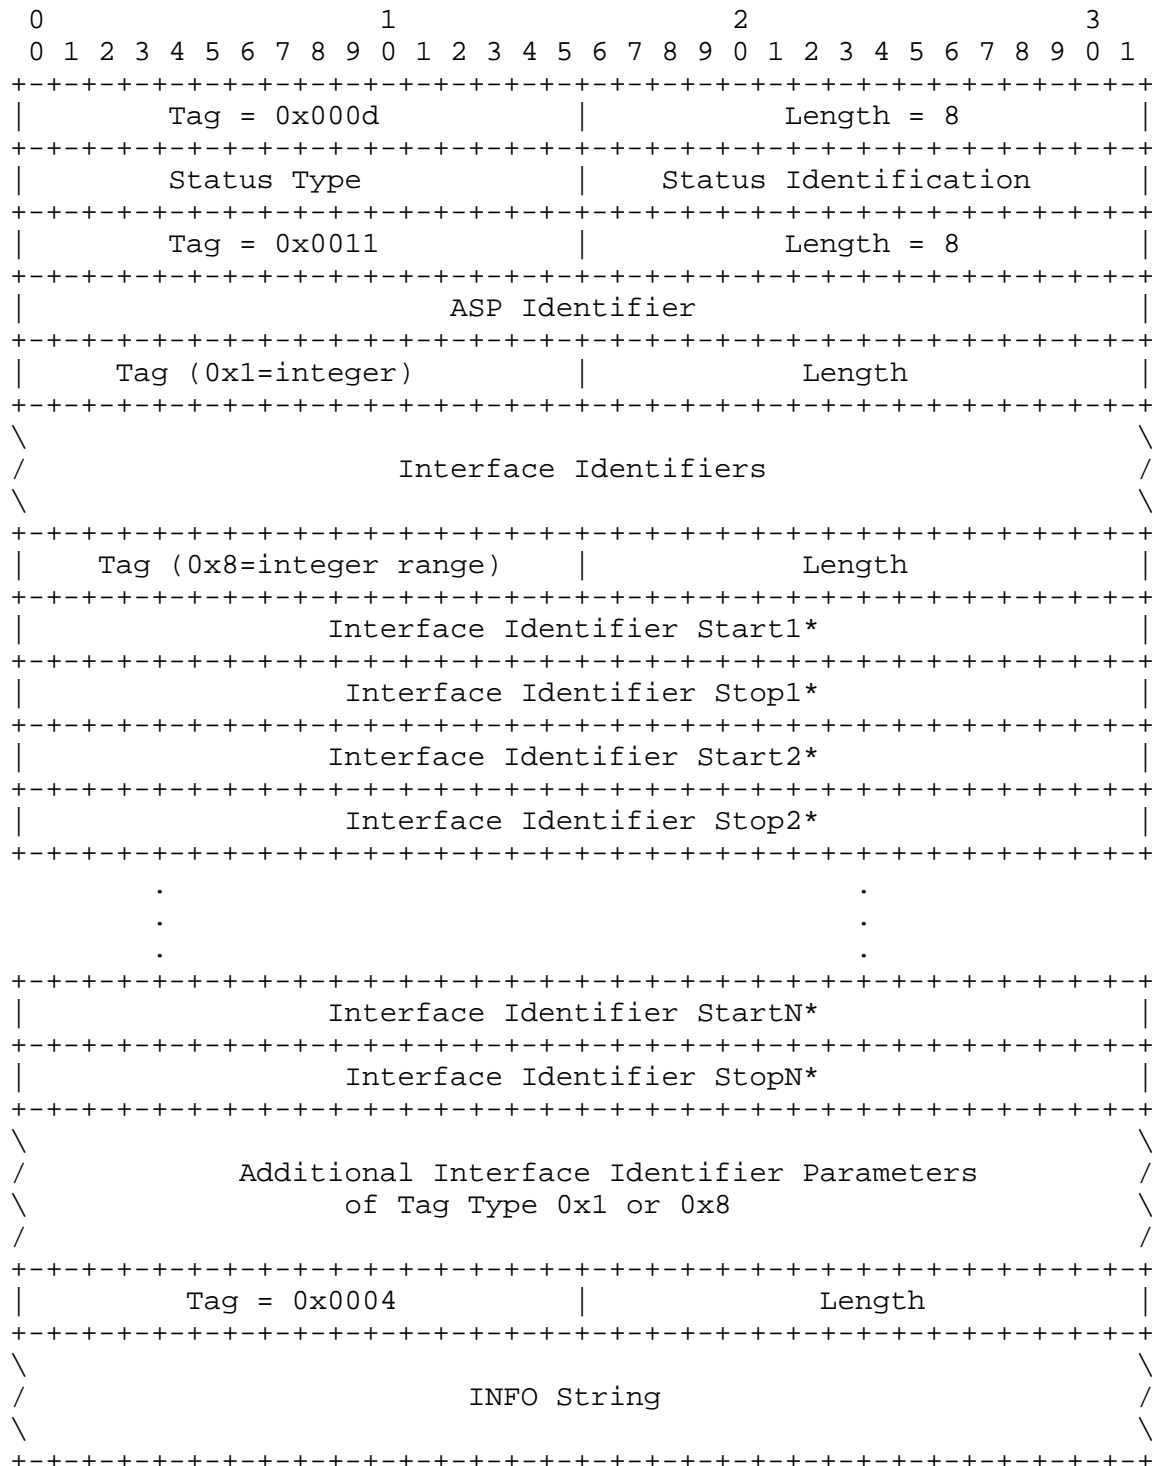 0                   1                   2                   3
 0 1 2 3 4 5 6 7 8 9 0 1 2 3 4 5 6 7 8 9 0 1 2 3 4 5 6 7 8 9 0 1
+-+-+-+-+-+-+-+-+-+-+-+-+-+-+-+-+-+-+-+-+-+-+-+-+-+-+-+-+-+-+-+-+
|        Tag = 0x000d           |           Length = 8          |
+-+-+-+-+-+-+-+-+-+-+-+-+-+-+-+-+-+-+-+-+-+-+-+-+-+-+-+-+-+-+-+-+
|        Status Type            |    Status Identification      |
+-+-+-+-+-+-+-+-+-+-+-+-+-+-+-+-+-+-+-+-+-+-+-+-+-+-+-+-+-+-+-+-+
|        Tag = 0x0011           |           Length = 8          |
+-+-+-+-+-+-+-+-+-+-+-+-+-+-+-+-+-+-+-+-+-+-+-+-+-+-+-+-+-+-+-+-+
|                        ASP Identifier                         |
+-+-+-+-+-+-+-+-+-+-+-+-+-+-+-+-+-+-+-+-+-+-+-+-+-+-+-+-+-+-+-+-+
|     Tag (0x1=integer)         |            Length             |
+-+-+-+-+-+-+-+-+-+-+-+-+-+-+-+-+-+-+-+-+-+-+-+-+-+-+-+-+-+-+-+-+
\                                                               \
/                     Interface Identifiers                     /
\                                                               \
+-+-+-+-+-+-+-+-+-+-+-+-+-+-+-+-+-+-+-+-+-+-+-+-+-+-+-+-+-+-+-+-+
|    Tag (0x8=integer range)    |            Length             |
+-+-+-+-+-+-+-+-+-+-+-+-+-+-+-+-+-+-+-+-+-+-+-+-+-+-+-+-+-+-+-+-+
|                 Interface Identifier Start1*                  |
+-+-+-+-+-+-+-+-+-+-+-+-+-+-+-+-+-+-+-+-+-+-+-+-+-+-+-+-+-+-+-+-+
|                  Interface Identifier Stop1*                  |
+-+-+-+-+-+-+-+-+-+-+-+-+-+-+-+-+-+-+-+-+-+-+-+-+-+-+-+-+-+-+-+-+
|                 Interface Identifier Start2*                  |
+-+-+-+-+-+-+-+-+-+-+-+-+-+-+-+-+-+-+-+-+-+-+-+-+-+-+-+-+-+-+-+-+
|                  Interface Identifier Stop2*                  |
+-+-+-+-+-+-+-+-+-+-+-+-+-+-+-+-+-+-+-+-+-+-+-+-+-+-+-+-+-+-+-+-+
        .                                       .
        .                                       .
        .                                       .
+-+-+-+-+-+-+-+-+-+-+-+-+-+-+-+-+-+-+-+-+-+-+-+-+-+-+-+-+-+-+-+-+
|                 Interface Identifier StartN*                  |
+-+-+-+-+-+-+-+-+-+-+-+-+-+-+-+-+-+-+-+-+-+-+-+-+-+-+-+-+-+-+-+-+
|                  Interface Identifier StopN*                  |
+-+-+-+-+-+-+-+-+-+-+-+-+-+-+-+-+-+-+-+-+-+-+-+-+-+-+-+-+-+-+-+-+
\                                                               \
/            Additional Interface Identifier Parameters         /
\                  of Tag Type 0x1 or 0x8                       \
/                                                               /
+-+-+-+-+-+-+-+-+-+-+-+-+-+-+-+-+-+-+-+-+-+-+-+-+-+-+-+-+-+-+-+-+
|         Tag = 0x0004          |             Length            |
+-+-+-+-+-+-+-+-+-+-+-+-+-+-+-+-+-+-+-+-+-+-+-+-+-+-+-+-+-+-+-+-+
\                                                               \
/                         INFO String                           /
\                                                               \
+-+-+-+-+-+-+-+-+-+-+-+-+-+-+-+-+-+-+-+-+-+-+-+-+-+-+-+-+-+-+-+-+